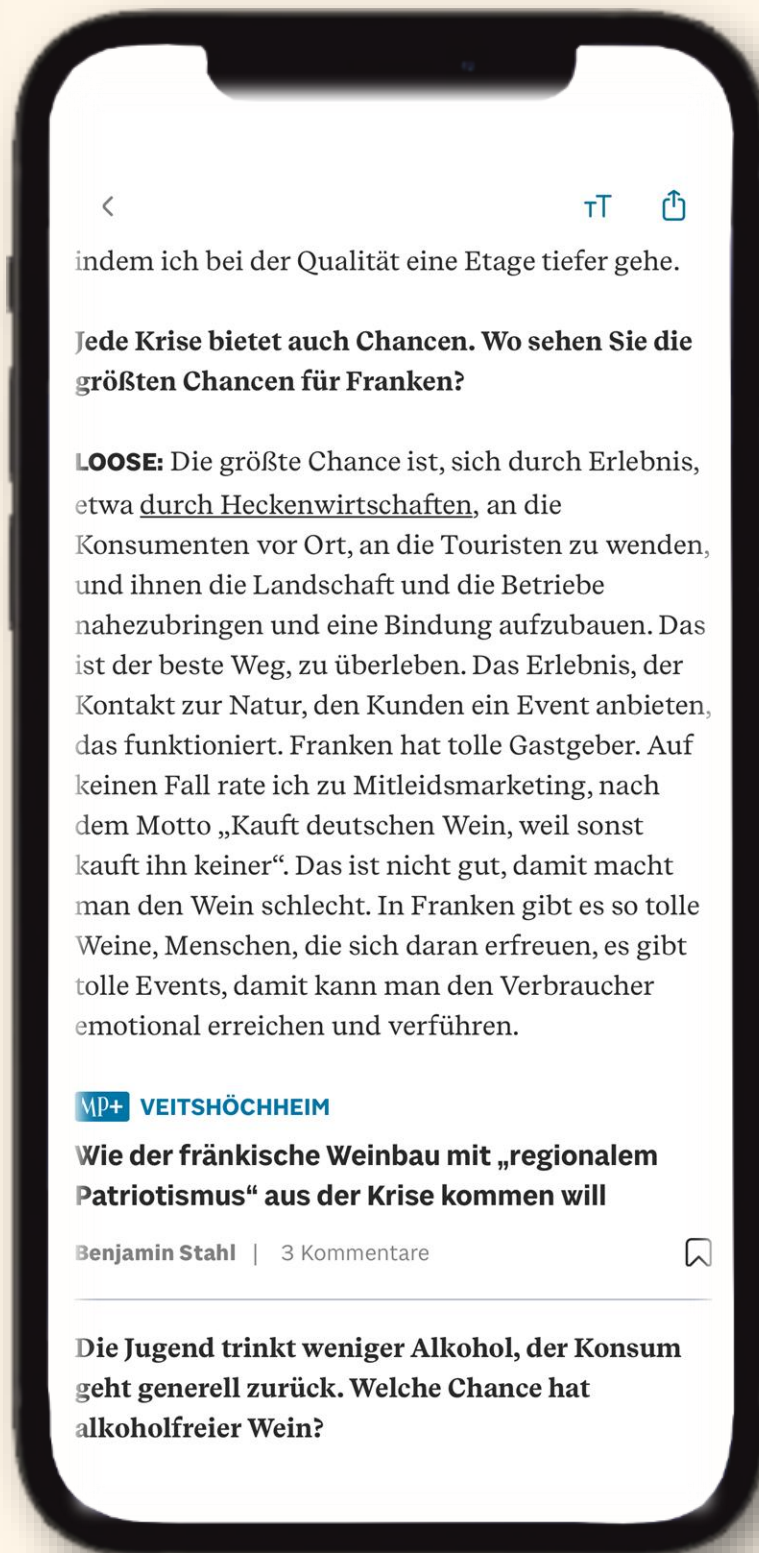 TT
indem ich bei der Qualität eine Etage tiefer gehe.
Jede Krise bietet auch Chancen. Wo sehen Sie die
größten Chancen für Franken?
LOOSE: Die größte Chance ist, sich durch Erlebnis,
etwa durch Heckenwirtschaften, an die
Konsumenten vor Ort, an die Touristen zu wenden,
und ihnen die Landschaft und die Betriebe
nahezubringen und eine Bindung aufzubauen. Das
ist der beste Weg, zu überleben. Das Erlebnis, der
Kontakt zur Natur, den Kunden ein Event anbieten,
das funktioniert. Franken hat tolle Gastgeber. Auf
keinen Fall rate ich zu Mitleidsmarketing, nach
dem Motto „Kauft deutschen Wein, weil sonst
kauft ihn keiner“. Das ist nicht gut, damit macht
man den Wein schlecht. In Franken gibt es so tolle
Weine, Menschen, die sich daran erfreuen, es gibt
tolle Events, damit kann man den Verbraucher
emotional erreichen und verführen.
MP+ VEITSHÖCHHEIM
Wie der fränkische Weinbau mit „regionalem
Patriotismus“ aus der Krise kommen will
Benjamin Stahl | 3 Kommentare
Die Jugend trinkt weniger Alkohol, der Konsum
geht generell zurück. Welche Chance hat
alkoholfreier Wein?